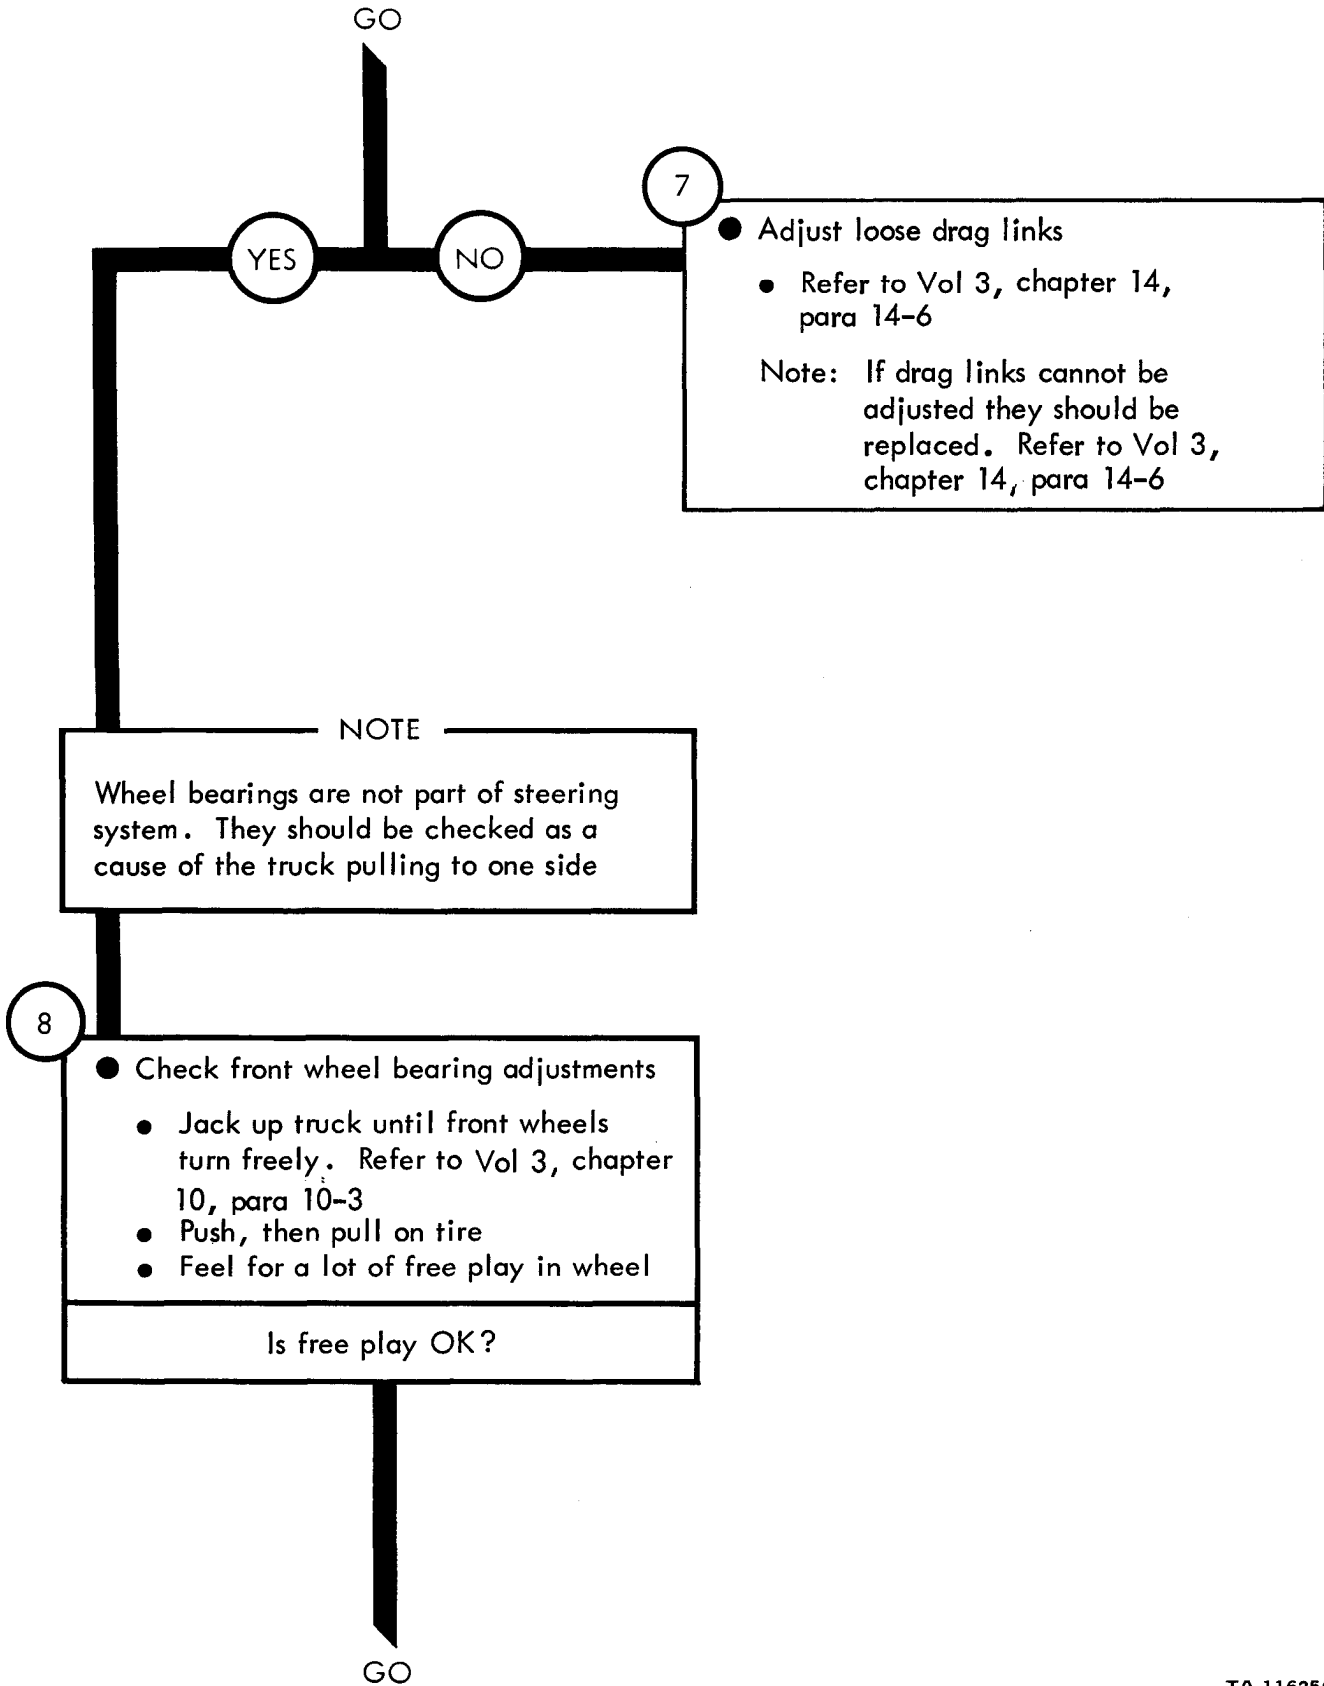 GO
7
YES
NO
● Adjust loose drag links
● Refer to Vol 3, chapter 14,
para 14-6
Note: If drag links cannot be
adjusted they should be
replaced. Refer to Vol 3,
chapter 14, para 14-6
NOTE
Wheel bearings are not part of steering
system. They should be checked as a
cause of the truck pulling to one side
8
● Check front wheel bearing adjustments
● Jack up truck until front wheels
turn freely. Refer to Vol 3, chapter
10, para 10-3
● Push, then pull on tire
● Feel for a lot of free play in wheel
Is free play OK?
GO